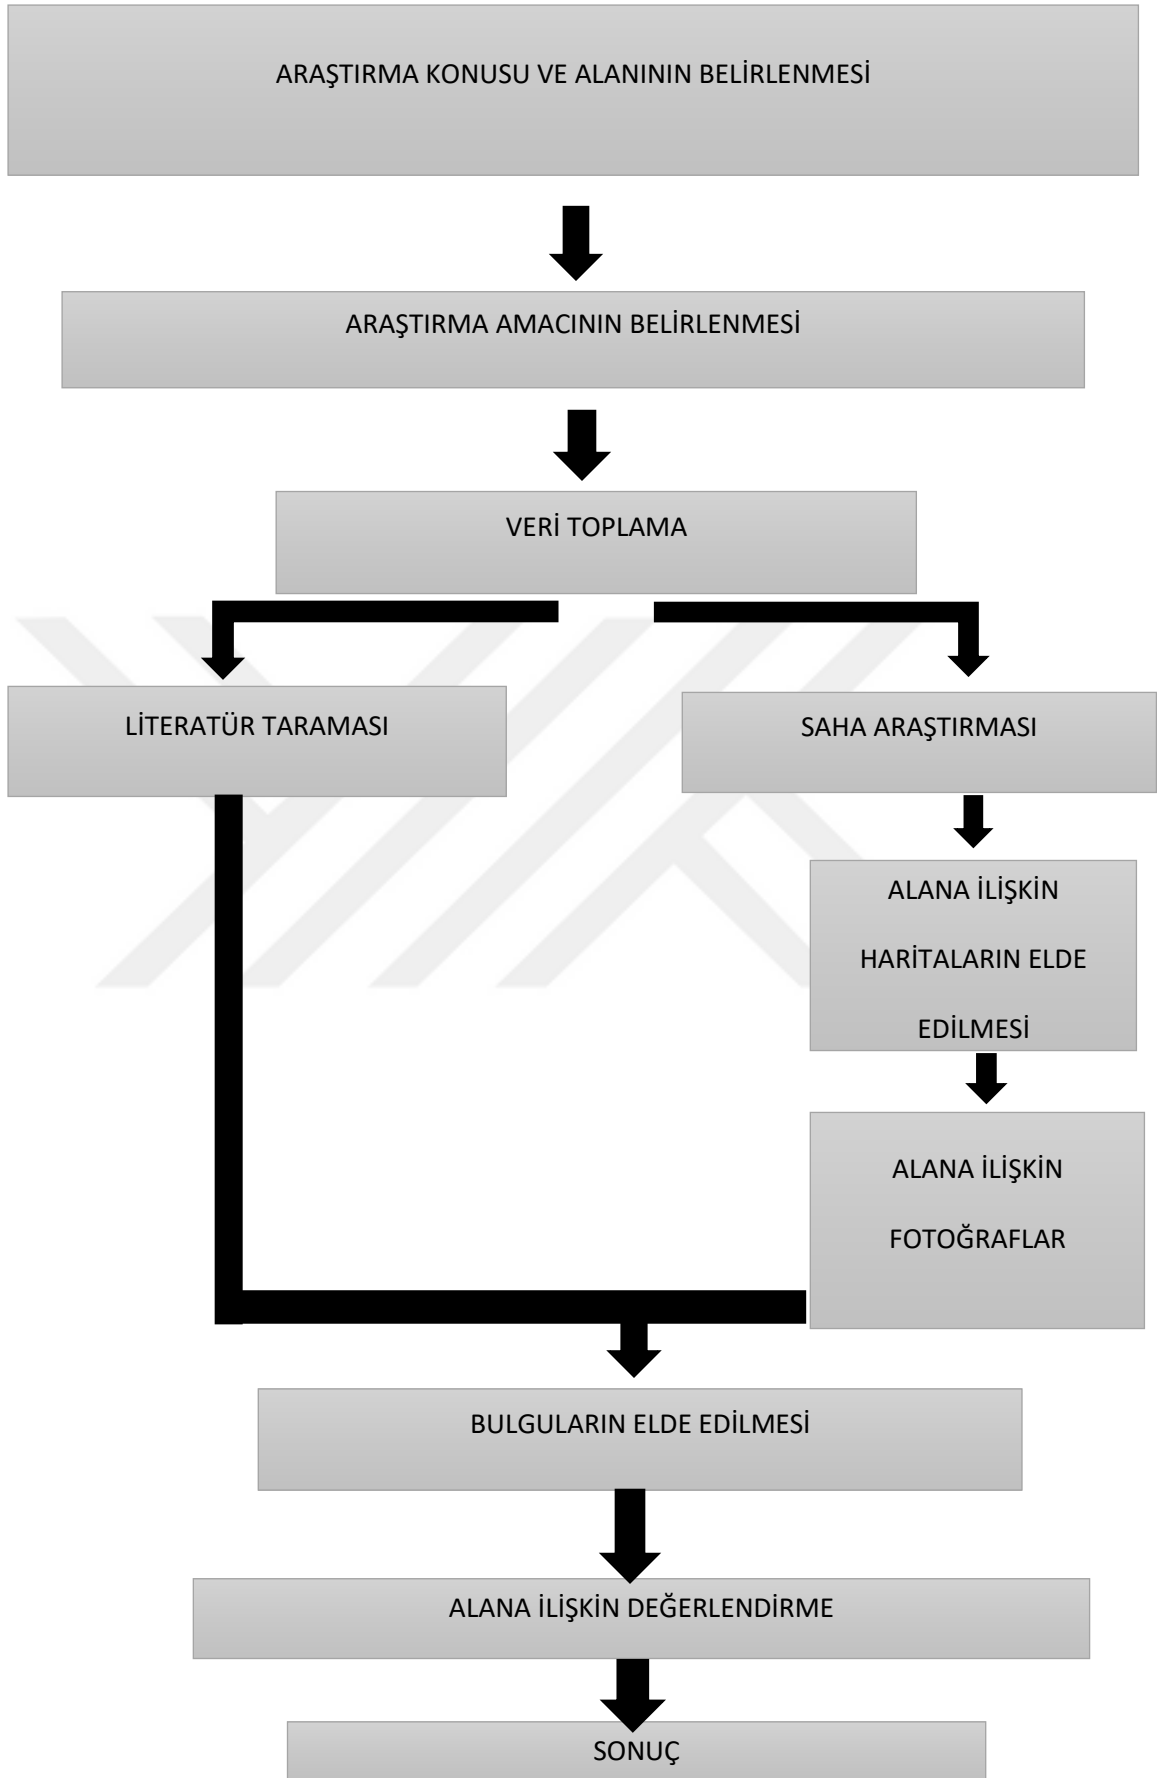 ARAŞTIRMA KONUSU VE ALANININ BELİRLENMESİ
ARAŞTIRMA AMACININ BELİRLENMESİ
VERİ TOPLAMA
LİTERATÜR TARAMASI
SAHA ARAŞTIRMASI
ALANA İLİŞKİN
HARİTALARIN ELDE
EDİLMESİ
ALANA İLİŞKİN
FOTOĞRAFLAR
BULGULARIN ELDE EDİLMESİ
ALANA İLİŞKİN DEĞERLENDİRME
SONUÇ